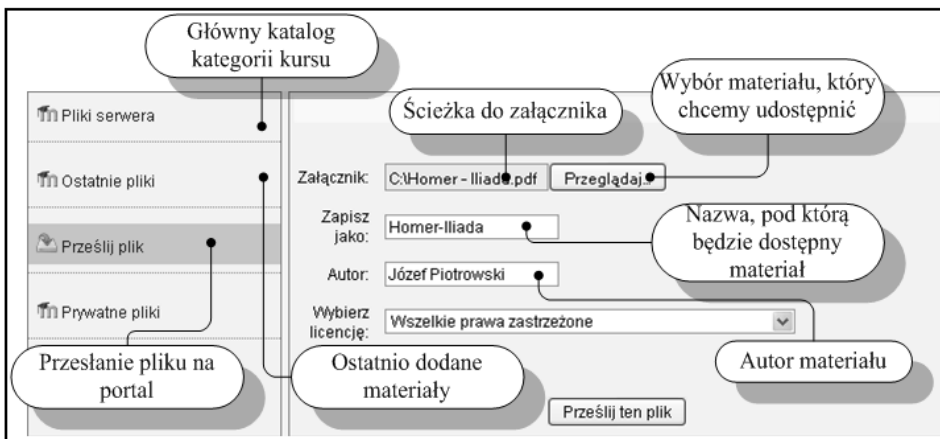 Główny katalog
kategorii kursu
Pliki serwera
Ścieżka do załącznika
Wybór materiału, który
chcemy udostępnić
Ostatnie pliki
Załącznik: C:\Homer - Iliada.pdf Przeglądaj...
Zapisz
jako: Homer-Iliada
Nazwa, pod którą
będzie dostępny
materiał
Prześlij plik
Autor: Józef Piotrowski
Prywatne pliki
Wybierz
licencję: Wszelkie prawa zastrzeżone
Przesłanie pliku na
portal
Ostatnio dodane
materiały
Autor materiału
Prześlij ten plik